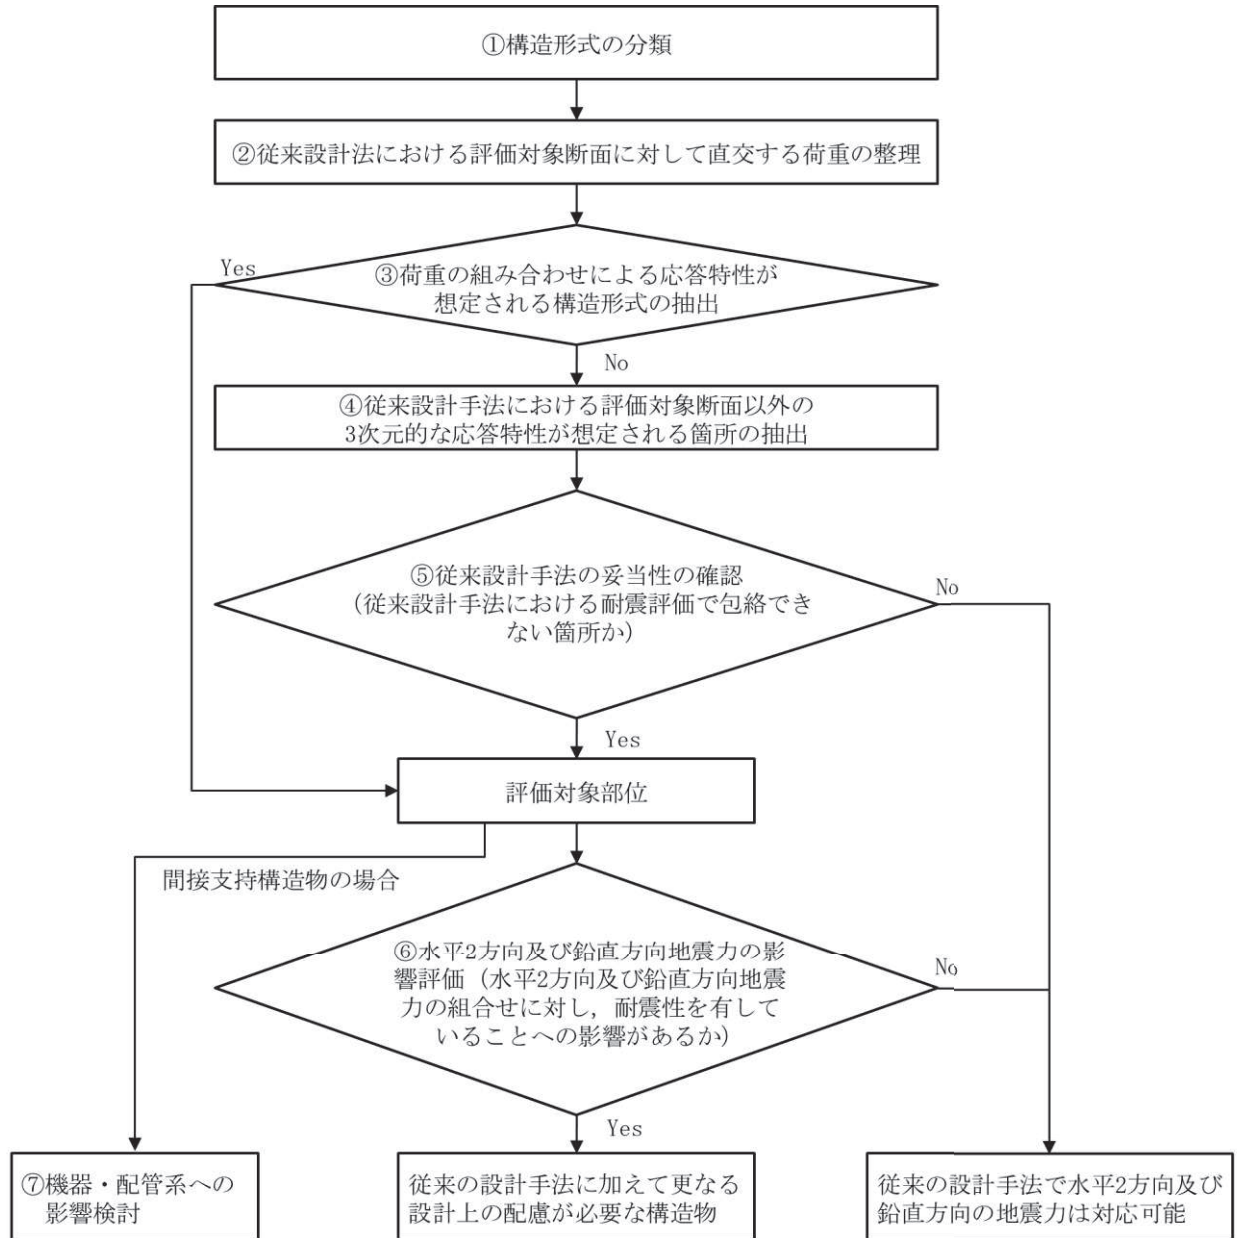 ①構造形式の分類
②従来設計法における評価対象断面に対して直交する荷重の整理
Yes
③荷重の組み合わせによる応答特性が
想定される構造形式の抽出
No
④従来設計手法における評価対象断面以外の
3次元的な応答特性が想定される箇所の抽出
⑤従来設計手法の妥当性の確認
（従来設計手法における耐震評価で包絡でき
ない箇所か）
No
Yes
評価対象部位
間接支持構造物の場合
⑥水平2方向及び鉛直方向地震力の影
響評価（水平2方向及び鉛直方向地震
力の組合せに対し，耐震性を有して
いることへの影響があるか）
No
Yes
⑦機器・配管系への
影響検討
従来の設計手法に加えて更なる
設計上の配慮が必要な構造物
従来の設計手法で水平2方向及び
鉛直方向の地震力は対応可能